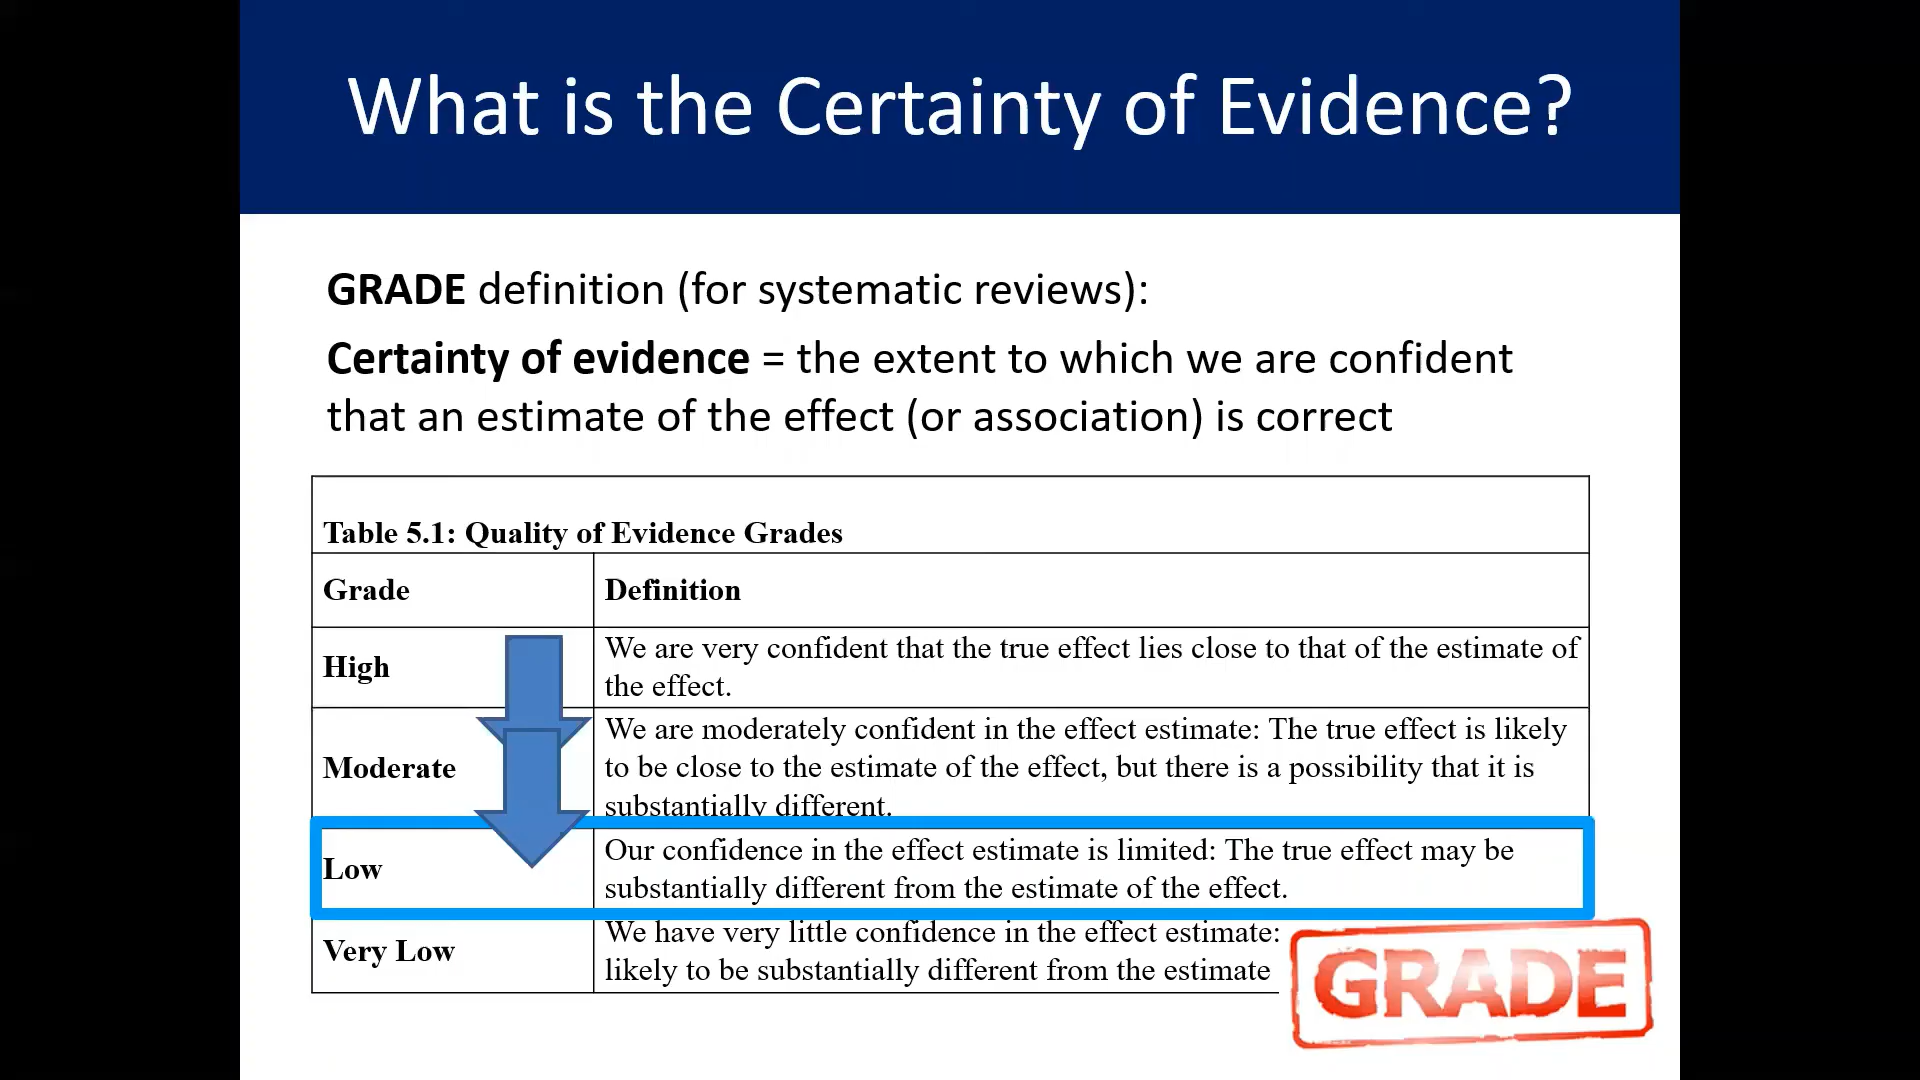 What is the Certainty of Evidence?
GRADE definition (for systematic reviews):
Certainty of evidence = the extent to which we are confident
that an estimate of the effect (or association) is correct
Table 5.1: Quality of Evidence Grades
Grade
Definition
High
We are very confident that the true effect lies close to that of the estimate of
the effect.
Moderate
We are moderately confident in the effect estimate: The true effect is likely
to be close to the estimate of the effect, but there is a possibility that it is
substantially different.
Low
Our confidence in the effect estimate is limited: The true effect may be
substantially different from the estimate of the effect.
Very Low
We have very little confidence in the effect estimate:
likely to be substantially different from the estimate
GRADE